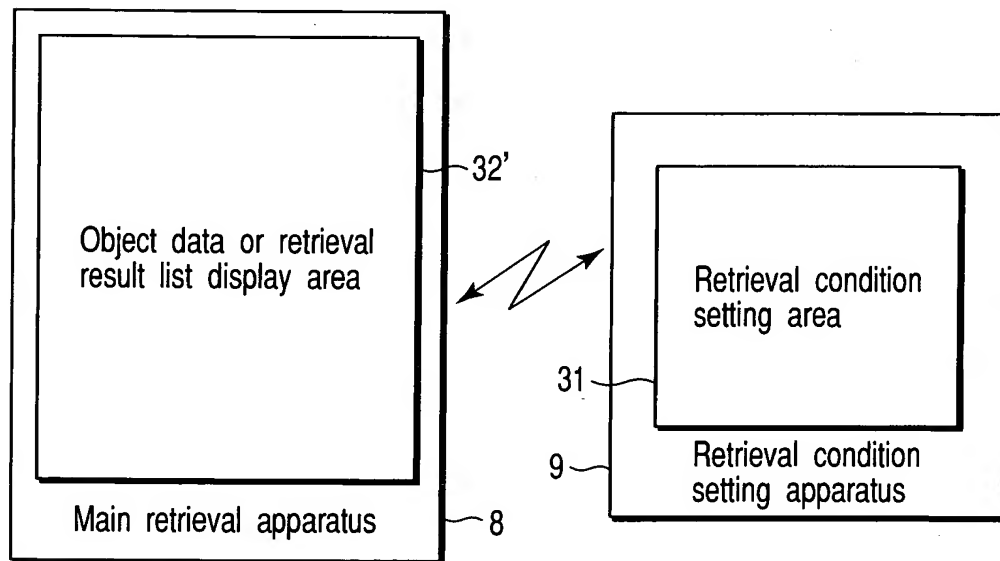 Object data or retrieval
result list display area
32'
Main retrieval apparatus
8
Retrieval condition
setting area
31
9
Retrieval condition
setting apparatus